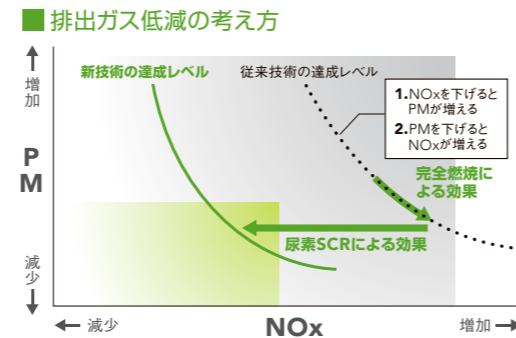 排出ガス低減の考え方
新技術の達成レベル
従来技術の達成レベル
1.NOxを下げると
PMが増える
2.PMを下げると
NOxが増える
完全燃焼に
よる効果
尿素SCRによる効果
増加
PM
減少
減少
NOx
増加